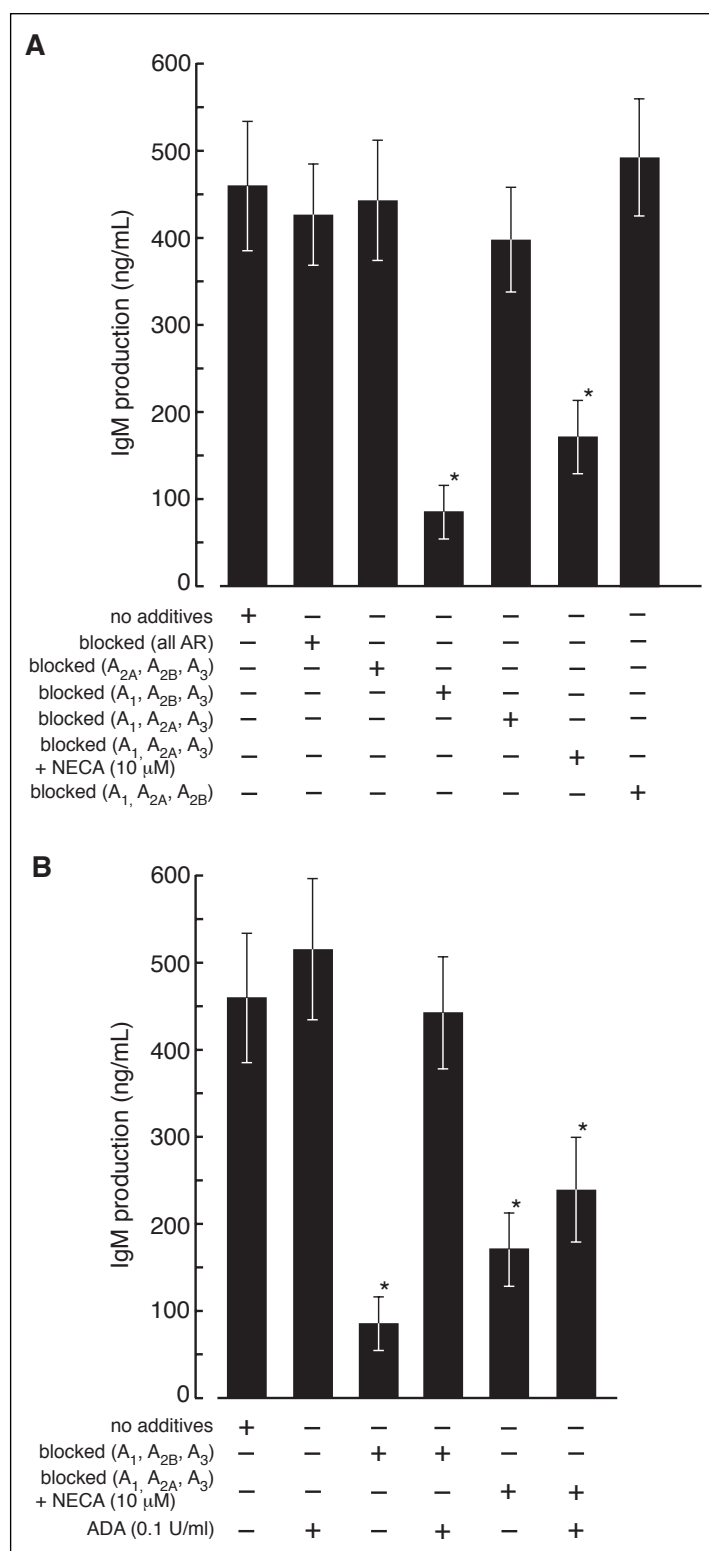 A
600
500
400
300
200
100
0
IgM production (ng/mL)
* *
no additives + – – – – – –
blocked (all AR) – + – – – – –
blocked (A2A, A2B, A3) – – + – – – –
blocked (A1, A2B, A3) – – – + – – –
blocked (A1, A2A, A3) – – – – + – –
blocked (A1, A2A, A3)
+ NECA (10 μM) – – – – – + –
blocked (A1, A2A, A2B) – – – – – – +
B
600
500
400
300
200
100
0
IgM production (ng/mL)
* * *
no additives + – – – – –
blocked (A1, A2B, A3) – – + + – –
blocked (A1, A2A, A3)
+ NECA (10 μM) – – – – + +
ADA (0.1 U/ml) – + – + – +